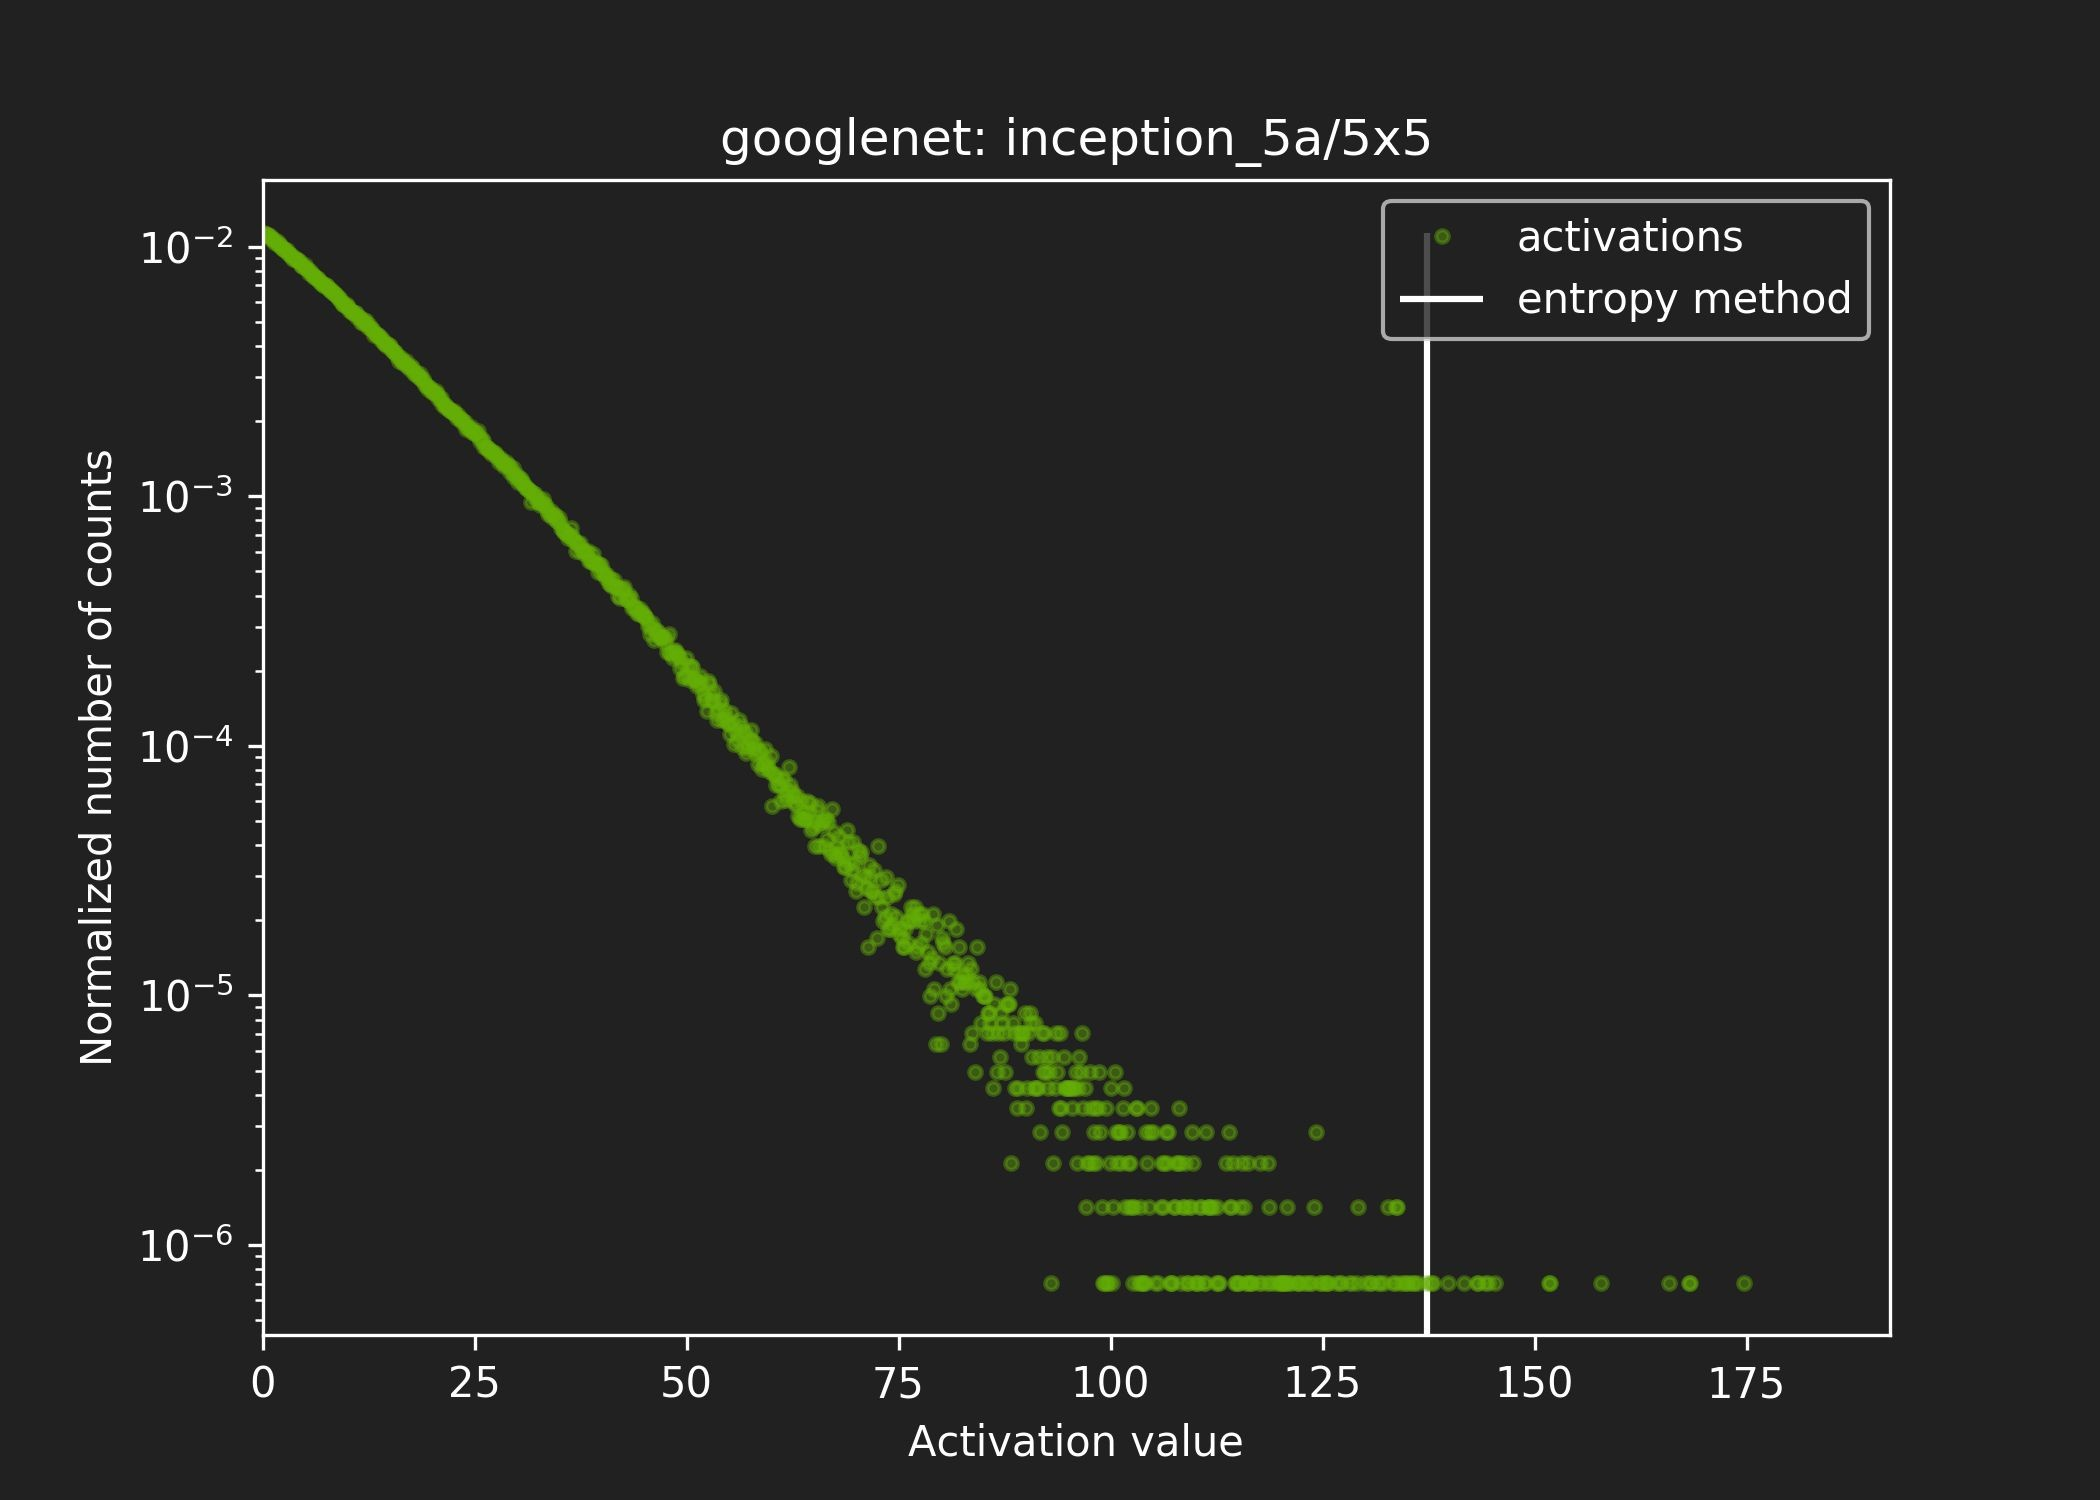 googlenet: inception_5a/5x5
activations
entropy method
Normalized number of counts
10⁻²
10⁻³
10⁻⁴
10⁻⁵
10⁻⁶
0 25 50 75 100 125 150 175
Activation value